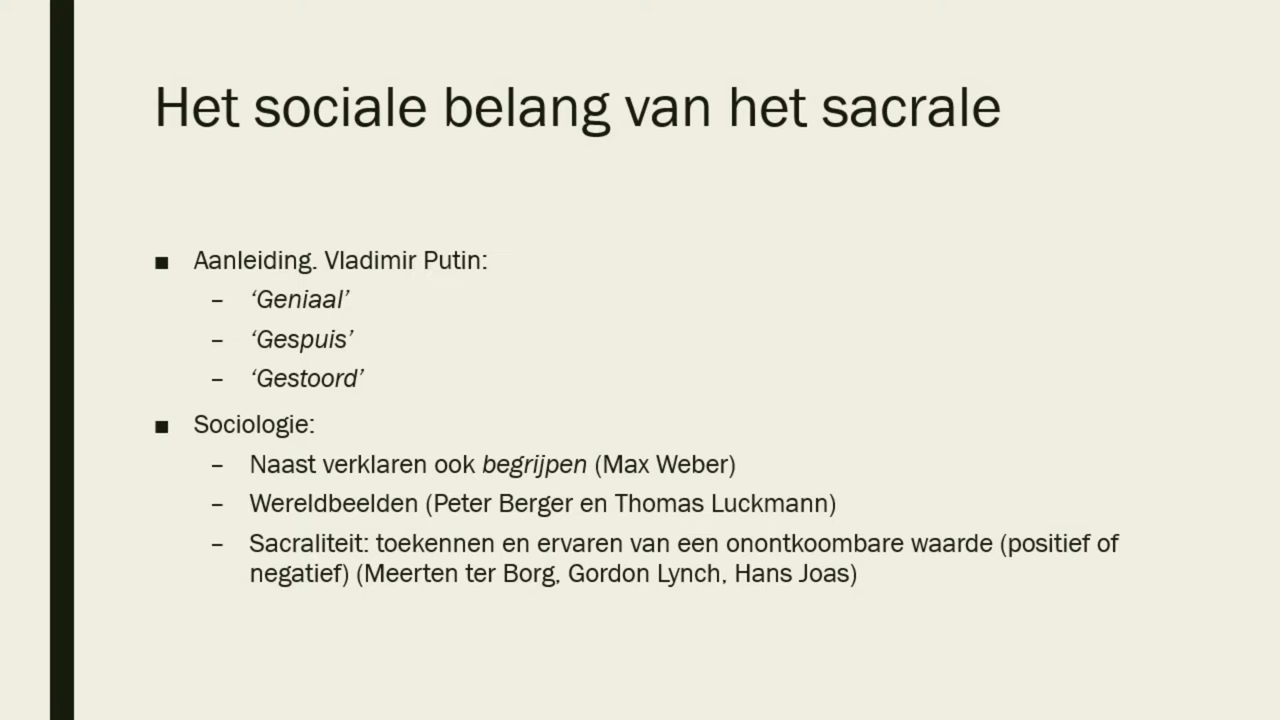 Het sociale belang van het sacrale
■ Aanleiding. Vladimir Putin:
– ‘Geniaal’
– ‘Gespuis’
– ‘Gestoord’
■ Sociologie:
– Naast verklaren ook begrijpen (Max Weber)
– Wereldbeelden (Peter Berger en Thomas Luckmann)
– Sacraliteit: toekennen en ervaren van een onontkoombare waarde (positief of
negatief) (Meerten ter Borg, Gordon Lynch, Hans Joas)